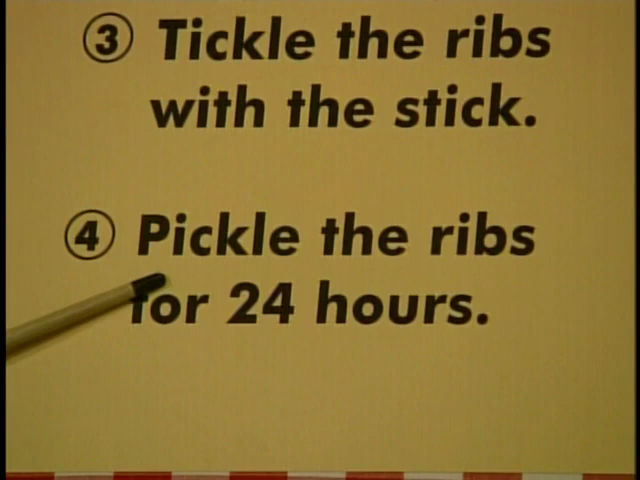 ③ Tickle the ribs
with the stick.
④ Pickle the ribs
for 24 hours.